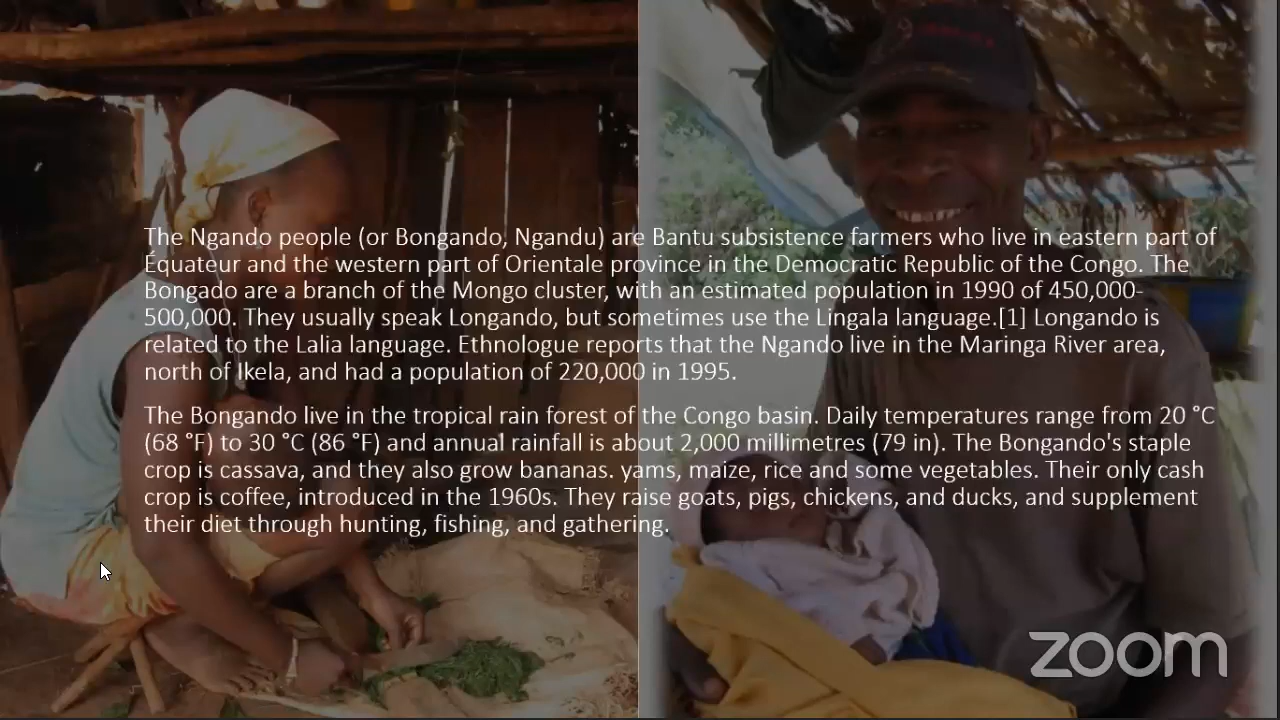 The Ngando people (or Bongando, Ngandu) are Bantu subsistence farmers who live in eastern part of
Équateur and the western part of Orientale province in the Democratic Republic of the Congo. The
Bongado are a branch of the Mongo cluster, with an estimated population in 1990 of 450,000-
500,000. They usually speak Longando, but sometimes use the Lingala language.[1] Longando is
related to the Lalia language. Ethnologue reports that the Ngando live in the Maringa River area,
north of Ikela, and had a population of 220,000 in 1995.
The Bongando live in the tropical rain forest of the Congo basin. Daily temperatures range from 20 °C
(68 °F) to 30 °C (86 °F) and annual rainfall is about 2,000 millimetres (79 in). The Bongando's staple
crop is cassava, and they also grow bananas. yams, maize, rice and some vegetables. Their only cash
crop is coffee, introduced in the 1960s. They raise goats, pigs, chickens, and ducks, and supplement
their diet through hunting, fishing, and gathering.
zoom